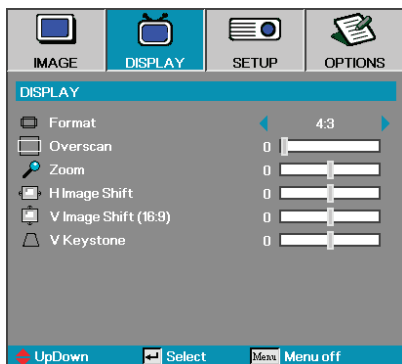 IMAGE DISPLAY SETUP OPTIONS
DISPLAY
Format 4:3
Overscan 0
Zoom 0
H Image Shift 0
V Image Shift (16:9) 0
V Keystone 0
UpDown Select Menu Menu off